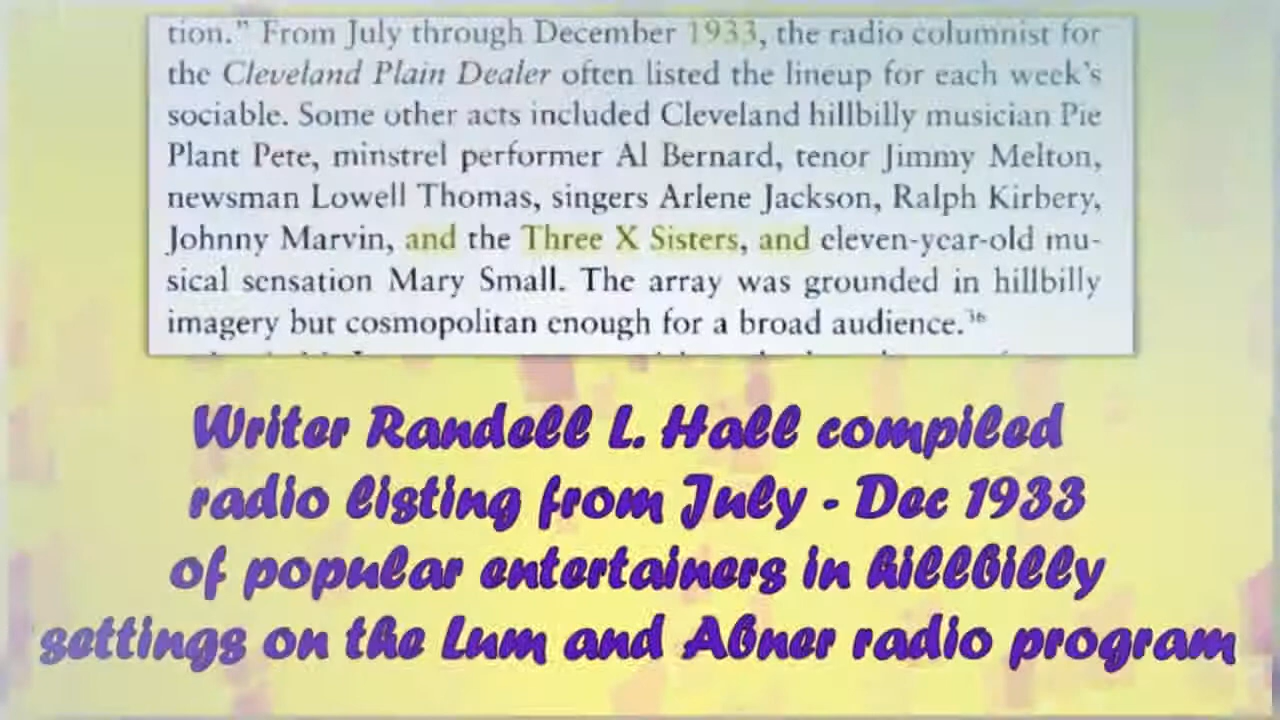 tion." From July through December 1933, the radio columnist for
the Cleveland Plain Dealer often listed the lineup for each week's
sociable. Some other acts included Cleveland hillbilly musician Pie
Plant Pete, minstrel performer Al Bernard, tenor Jimmy Melton,
newsman Lowell Thomas, singers Arlene Jackson, Ralph Kirbery,
Johnny Marvin, and the Three X Sisters, and eleven-year-old mu-
sical sensation Mary Small. The array was grounded in hillbilly
imagery but cosmopolitan enough for a broad audience.36
Writer Randell L. Hall compiled
radio listing from July - Dec 1933
of popular entertainers in hillbilly
settings on the Lum and Abner radio program